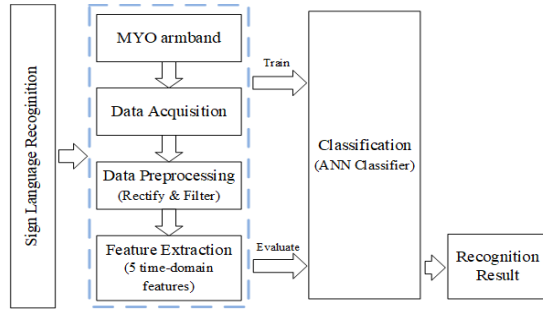 Sign Language Recoginition
MYO armband
Data Acquisition
Data Preprocessing
(Rectify & Filter)
Feature Extraction
(5 time-domain
features)
Train
Evaluate
Classification
(ANN Classifier)
Recognition
Result